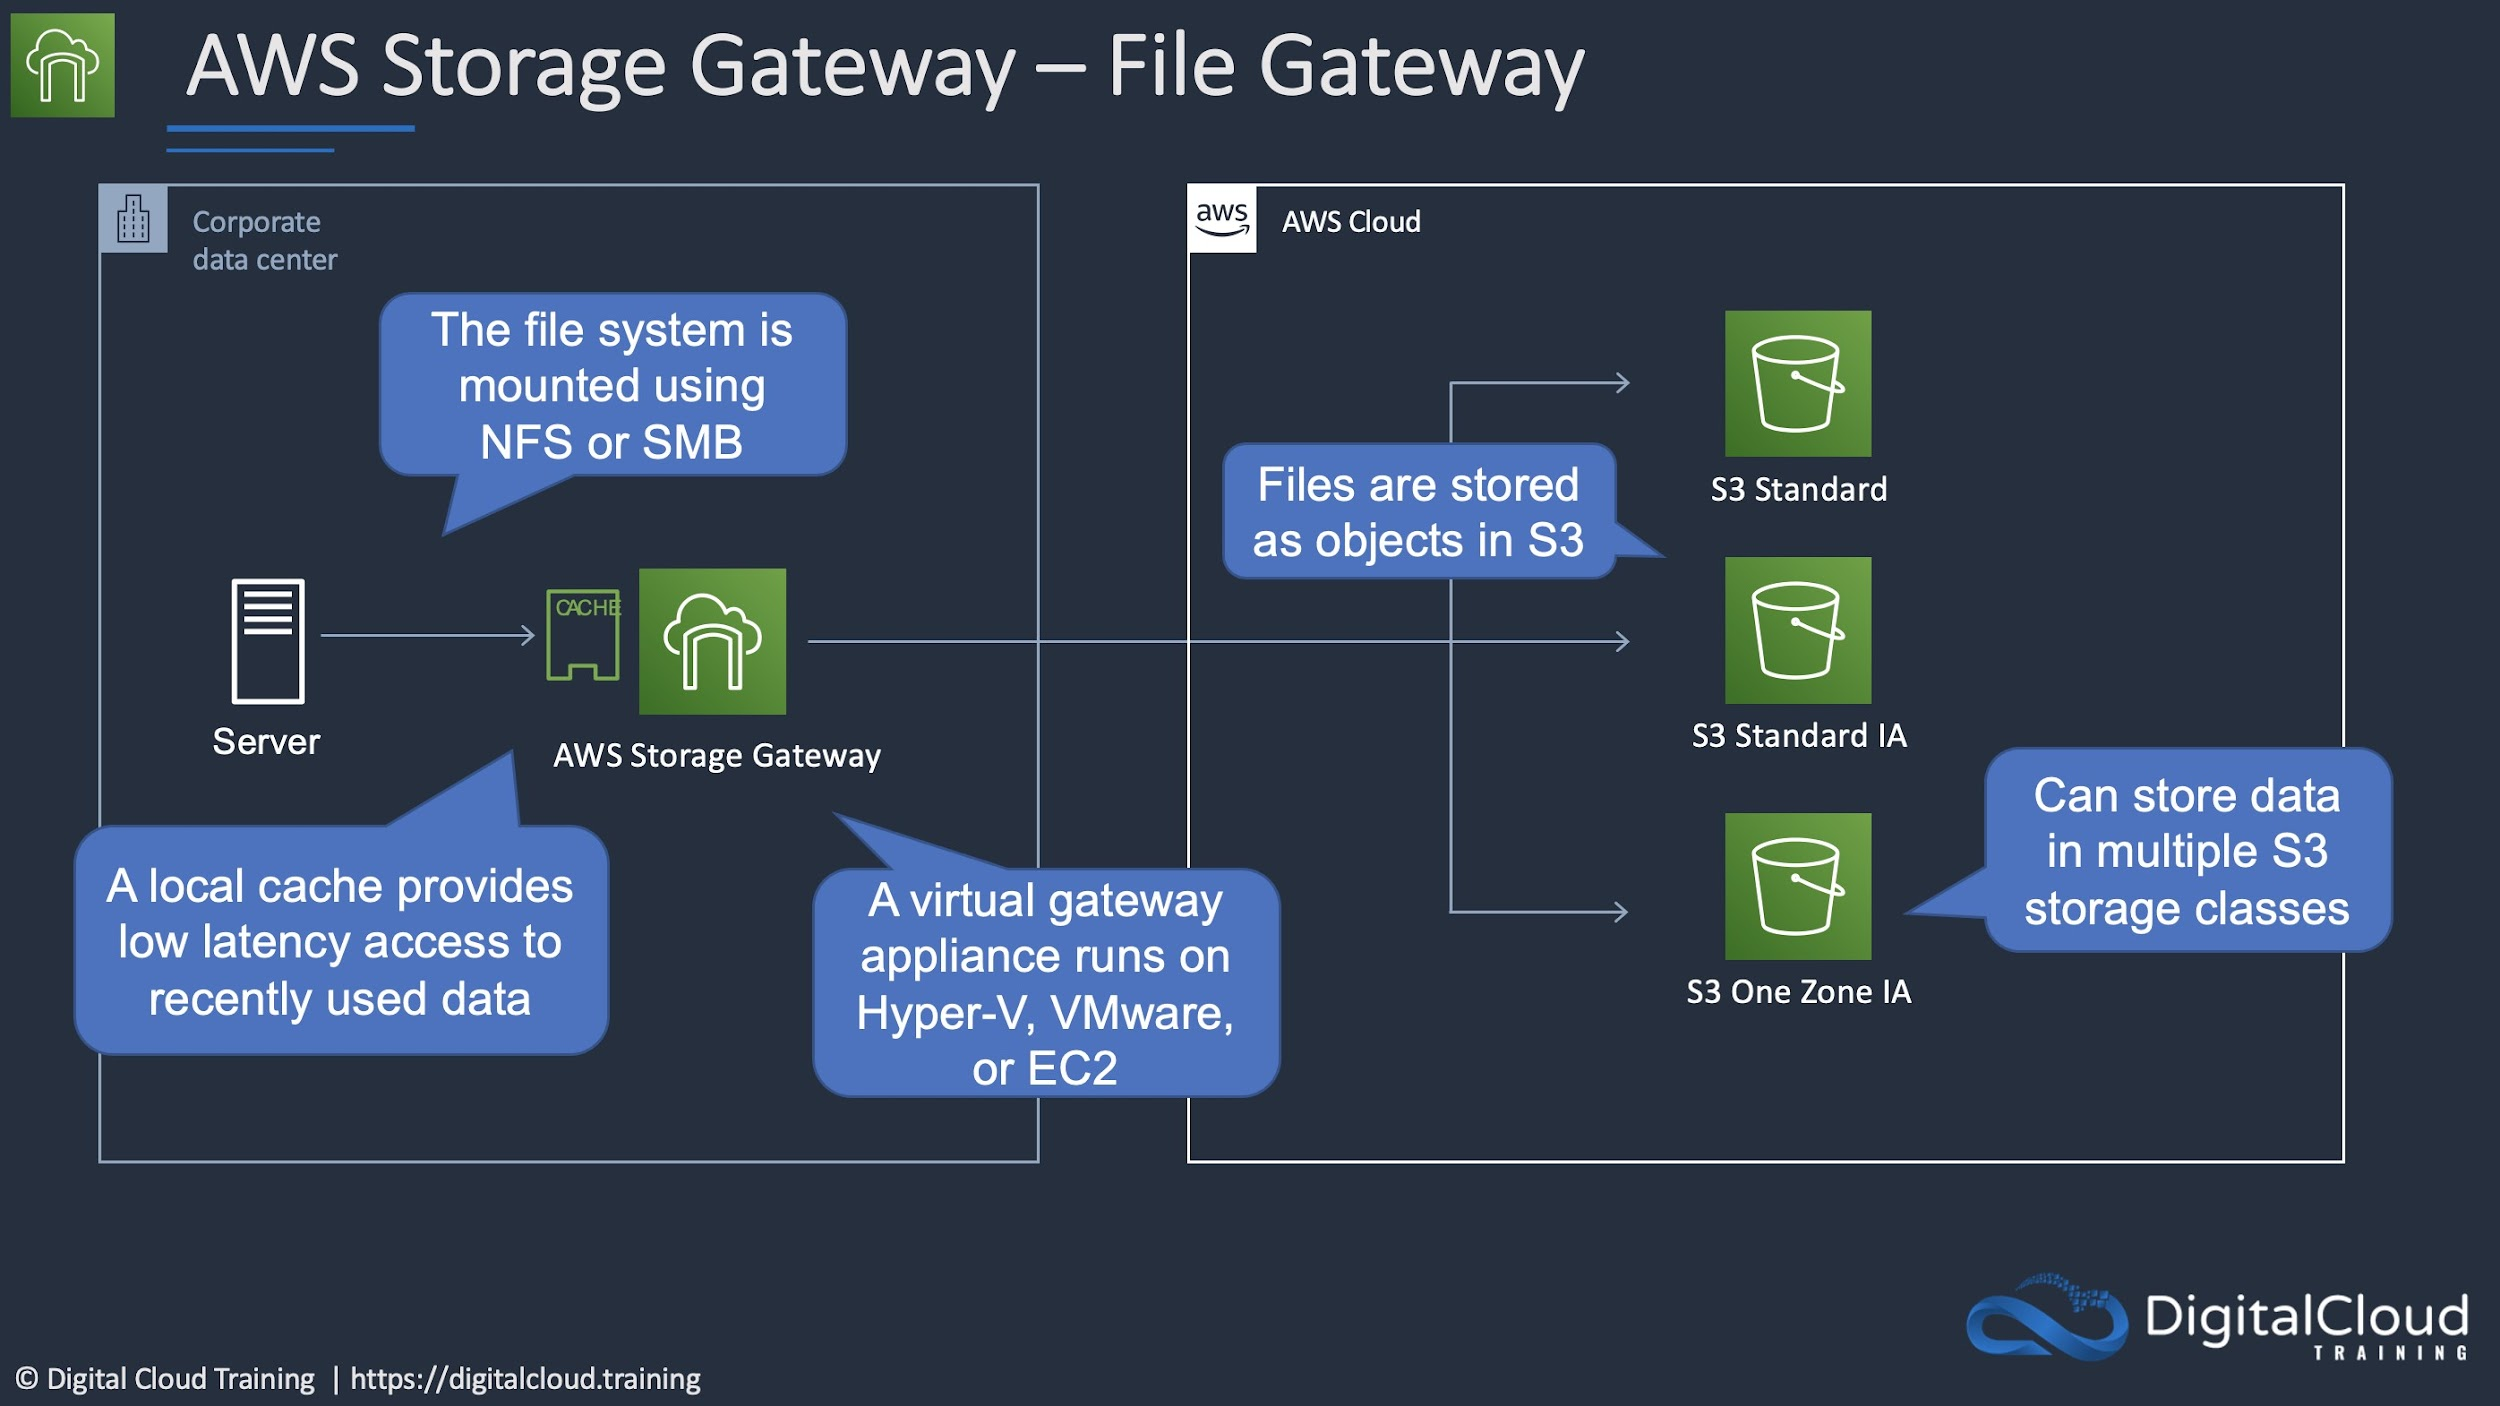 AWS Storage Gateway – File Gateway
Corporate
data center
aws
AWS Cloud
The file system is
mounted using
NFS or SMB
Files are stored
as objects in S3
S3 Standard
CACHE
Server
AWS Storage Gateway
S3 Standard IA
A local cache provides
low latency access to
recently used data
A virtual gateway
appliance runs on
Hyper-V, VMware,
or EC2
Can store data
in multiple S3
storage classes
S3 One Zone IA
DigitalCloud
TRAINING
© Digital Cloud Training | https://digitalcloud.training